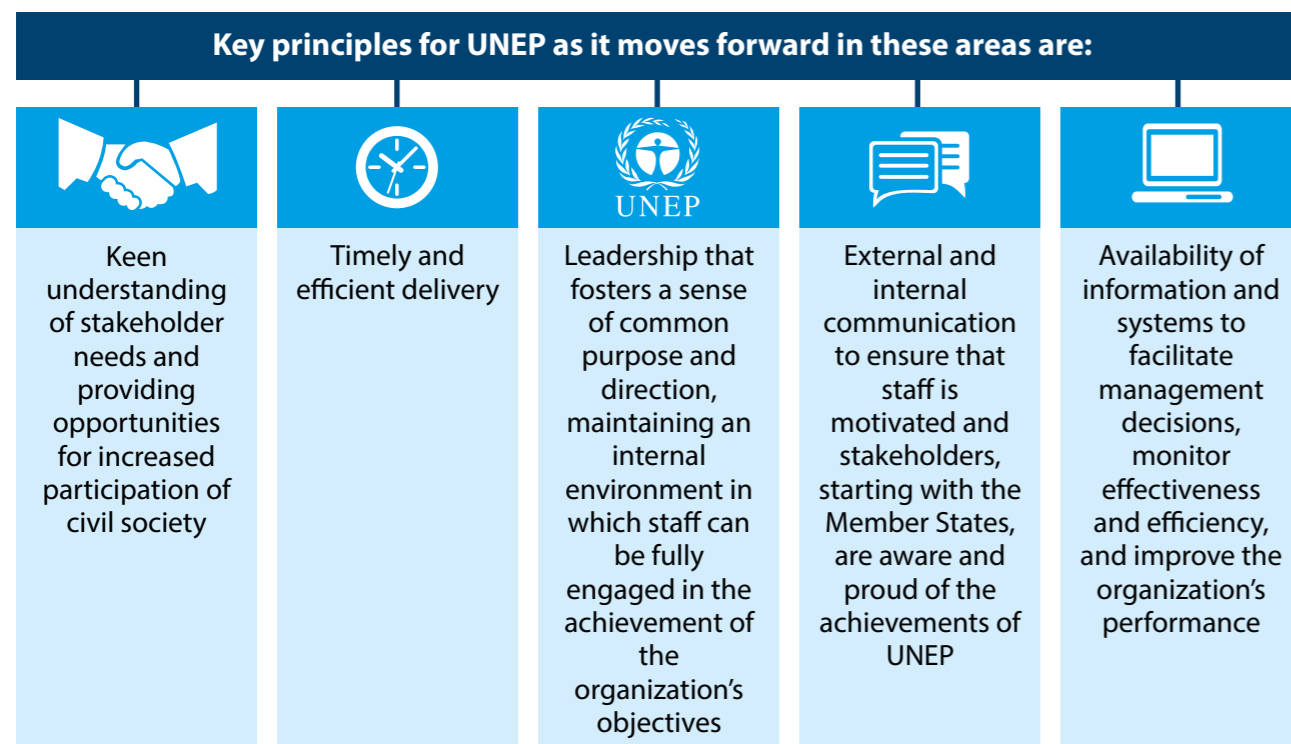 Key principles for UNEP as it moves forward in these areas are:
Keen
understanding
of stakeholder
needs and
providing
opportunities
for increased
participation of
civil society
Timely and
efficient delivery
UNEP
Leadership that
fosters a sense
of common
purpose and
direction,
maintaining an
internal
environment in
which staff can
be fully
engaged in the
achievement of
the
organization’s
objectives
External and
internal
communication
to ensure that
staff is
motivated and
stakeholders,
starting with the
Member States,
are aware and
proud of the
achievements of
UNEP
Availability of
information and
systems to
facilitate
management
decisions,
monitor
effectiveness
and efficiency,
and improve the
organization’s
performance